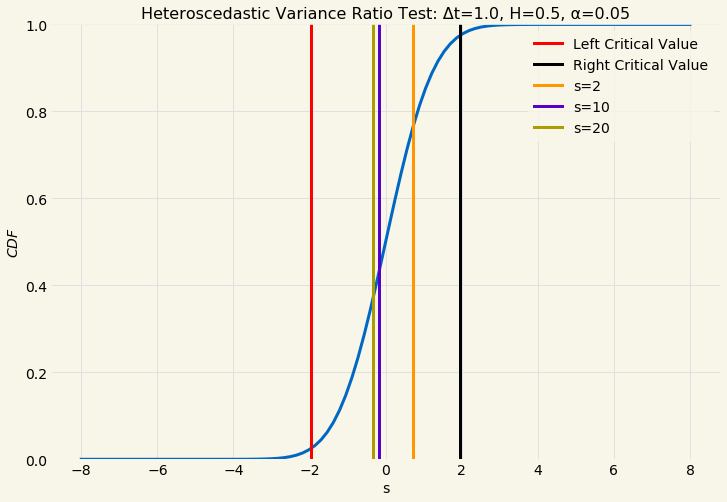 Heteroscedastic Variance Ratio Test: Δt=1.0, H=0.5, α=0.05
1.0
0.8
0.6
0.4
0.2
0.0
CDF
Left Critical Value
Right Critical Value
s=2
s=10
s=20
−8 −6 −4 −2 0 2 4 6 8
s